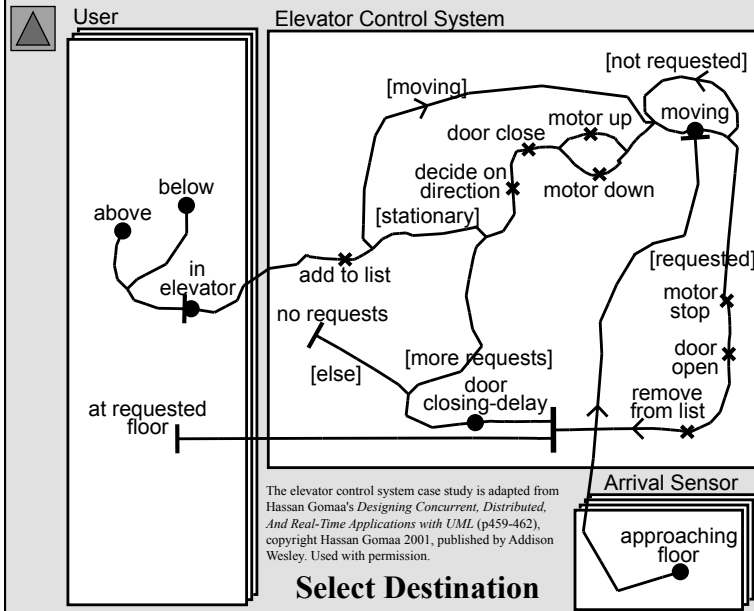 User
Elevator Control System
[not requested]
[moving]
moving
motor up
door close
decide on
direction
motor down
below
above
[stationary]
in
elevator
add to list
[requested]
motor
stop
no requests
[more requests]
[else]
door
closing-delay
door
open
remove
from list
at requested
floor
The elevator control system case study is adapted from
Hassan Gomaa's Designing Concurrent, Distributed,
And Real-Time Applications with UML (p459-462),
copyright Hassan Gomaa 2001, published by Addison
Wesley. Used with permission.
Arrival Sensor
approaching
floor
Select Destination